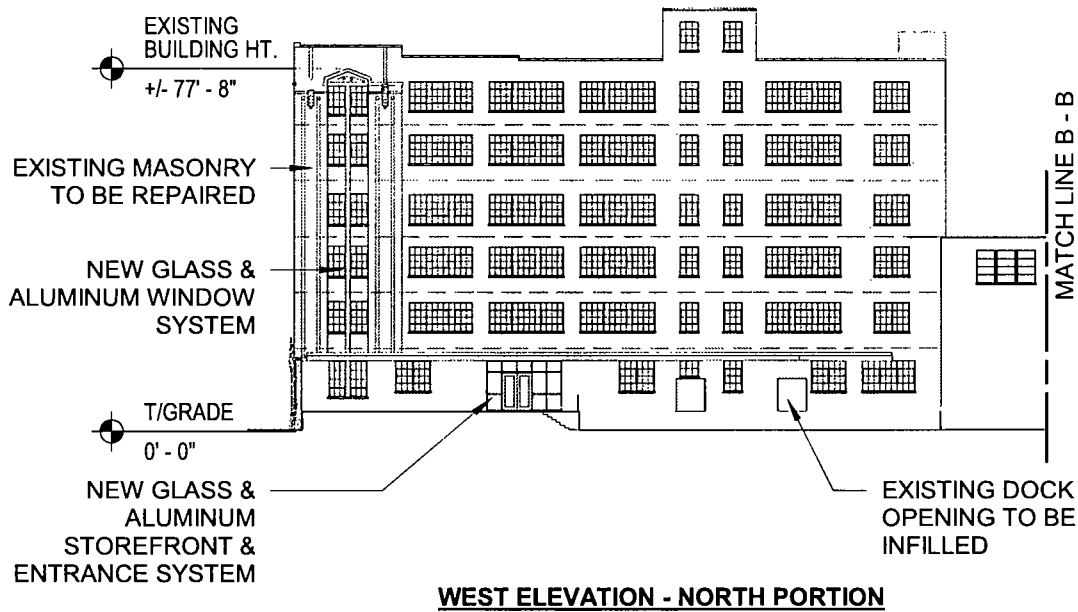 EXISTING
BUILDING HT.
+/- 77' - 8"
EXISTING MASONRY
TO BE REPAIRED
NEW GLASS &
ALUMINUM WINDOW
SYSTEM
T/GRADE
0' - 0"
NEW GLASS &
ALUMINUM
STOREFRONT &
ENTRANCE SYSTEM
EXISTING DOCK
OPENING TO BE
INFILLED
MATCH LINE B - B
WEST ELEVATION - NORTH PORTION